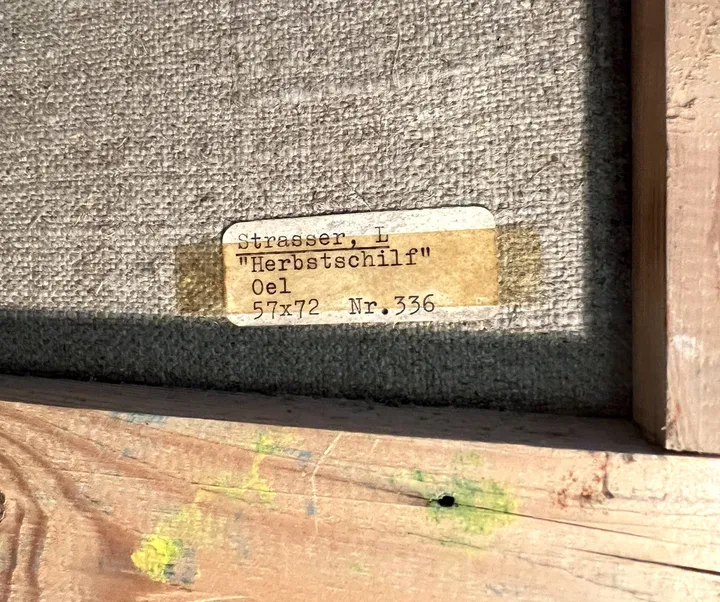 Strasser, L
"Herbstschilf"
Oel
57x72 Nr.336